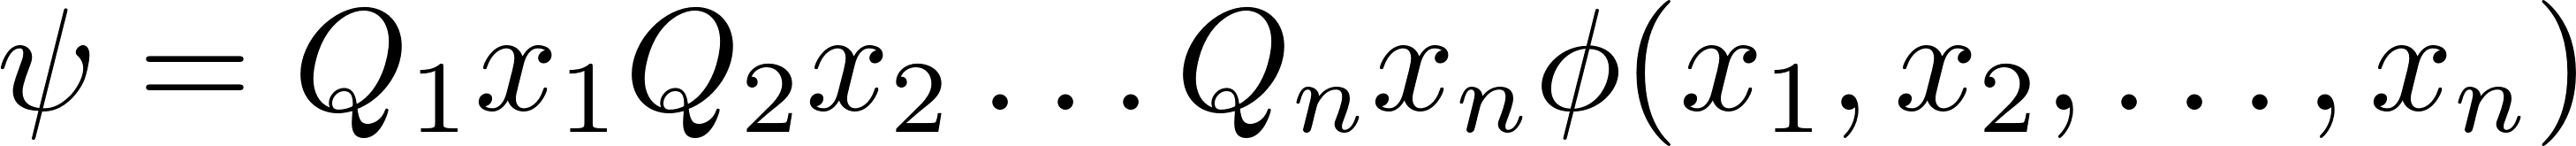 ψ = Q₁x₁Q₂x₂ . . . Qₙxₙϕ(x₁, x₂, . . . , xₙ)